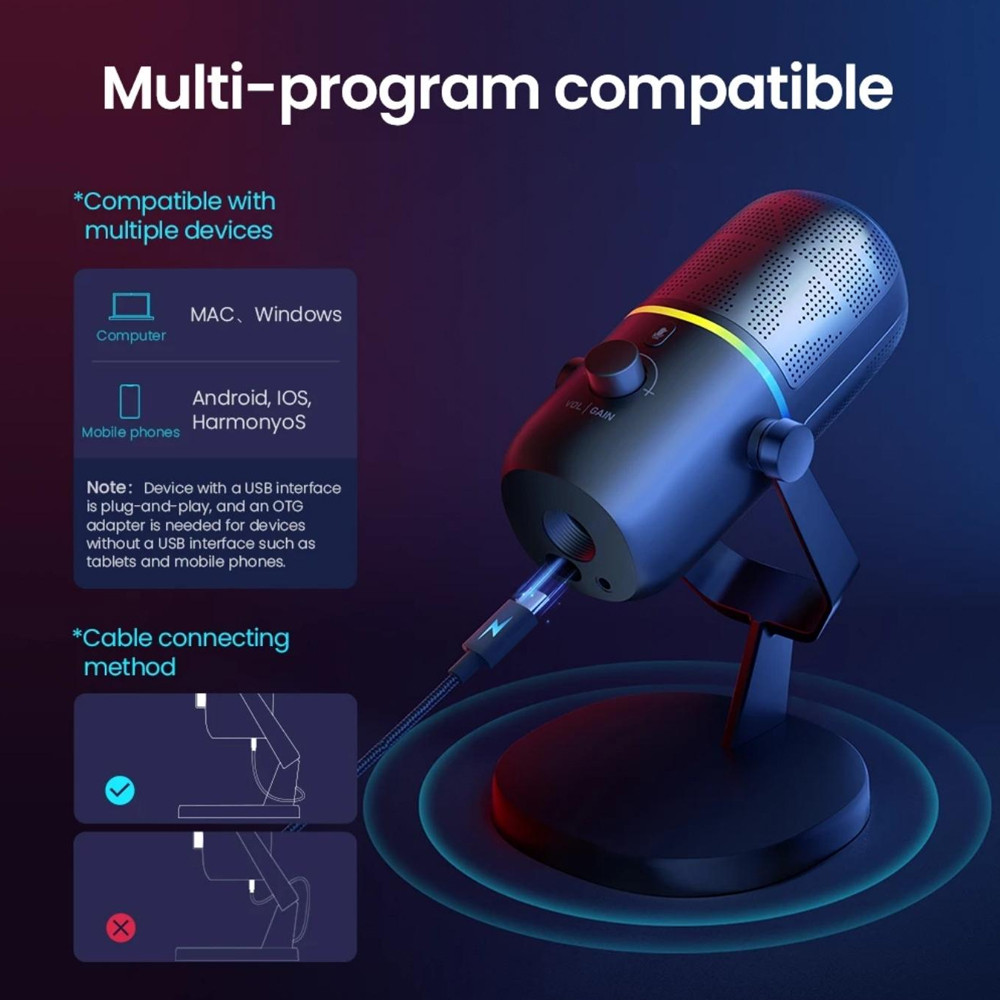 Multi-program compatible
*Compatible with
multiple devices
Computer
MAC、Windows
Mobile phones
Android, IOS,
HarmonyoS
Note： Device with a USB interface
is plug-and-play, and an OTG
adapter is needed for devices
without a USB interface such as
tablets and mobile phones.
*Cable connecting
method
VOL | GAIN
+